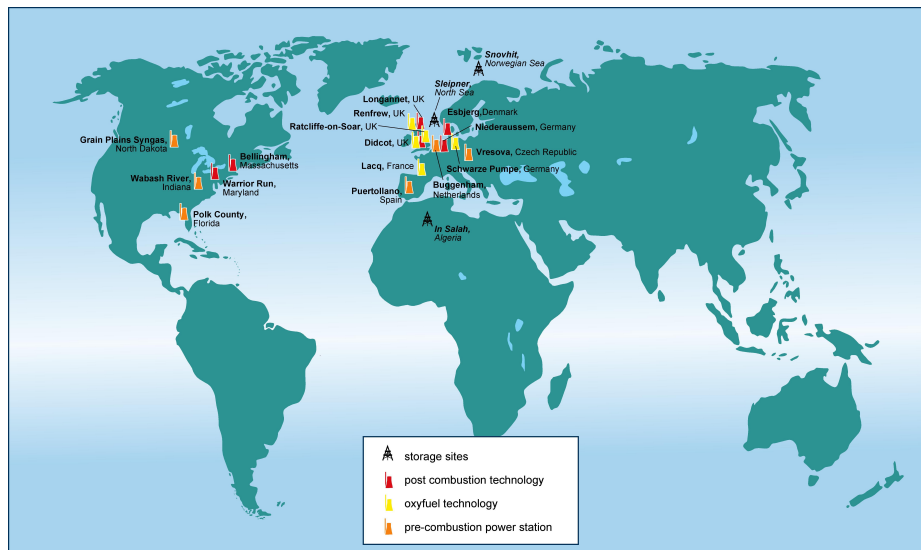 Snovhit,
Norwegian Sea
Sleipner,
North Sea
Longannet, UK
Renfrew, UK
Esbjerg,Denmark
Ratcliffe-on-Soar, UK
Niederaussem, Germany
Grain Plains Syngas,
North Dakota
Didcot, UK
Vresova, Czech Republic
Bellingham,
Massachusetts
Lacq, France
Schwarze Pumpe, Germany
Wabash River,
Indiana
Warrior Run,
Maryland
Buggenham,
Netherlands
Puertollano,
Spain
Polk County,
Florida
In Salah,
Algeria
storage sites
post combustion technology
oxyfuel technology
pre-combustion power station